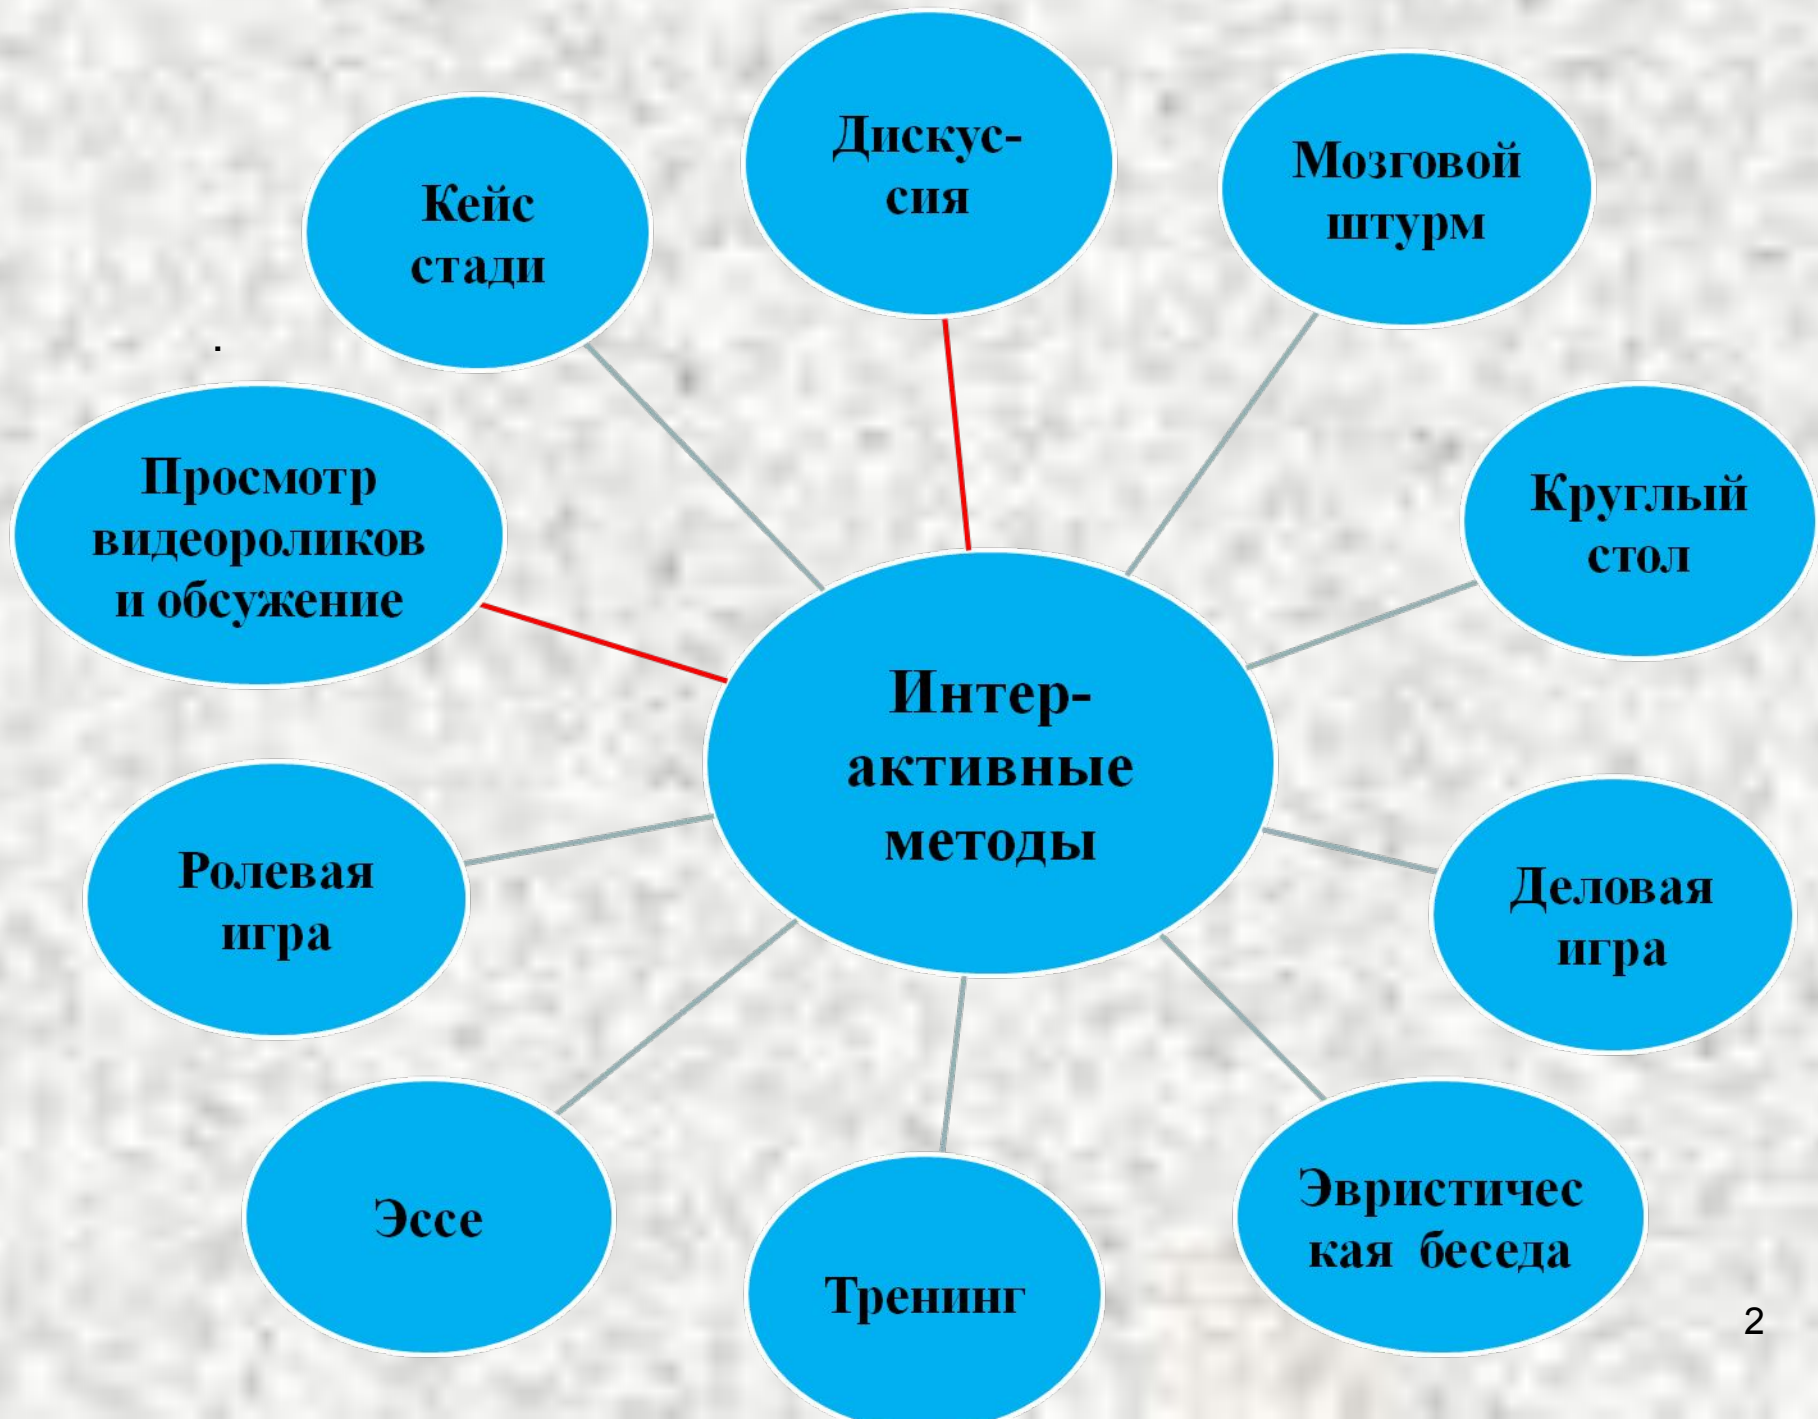 Дискус-
сия
Мозговой
штурм
Кейс
стади
.
Просмотр
видеороликов
и обсужение
Круглый
стол
Интер-
активные
методы
Ролевая
игра
Деловая
игра
Эссе
Тренинг
Эвристичес
кая беседа
2